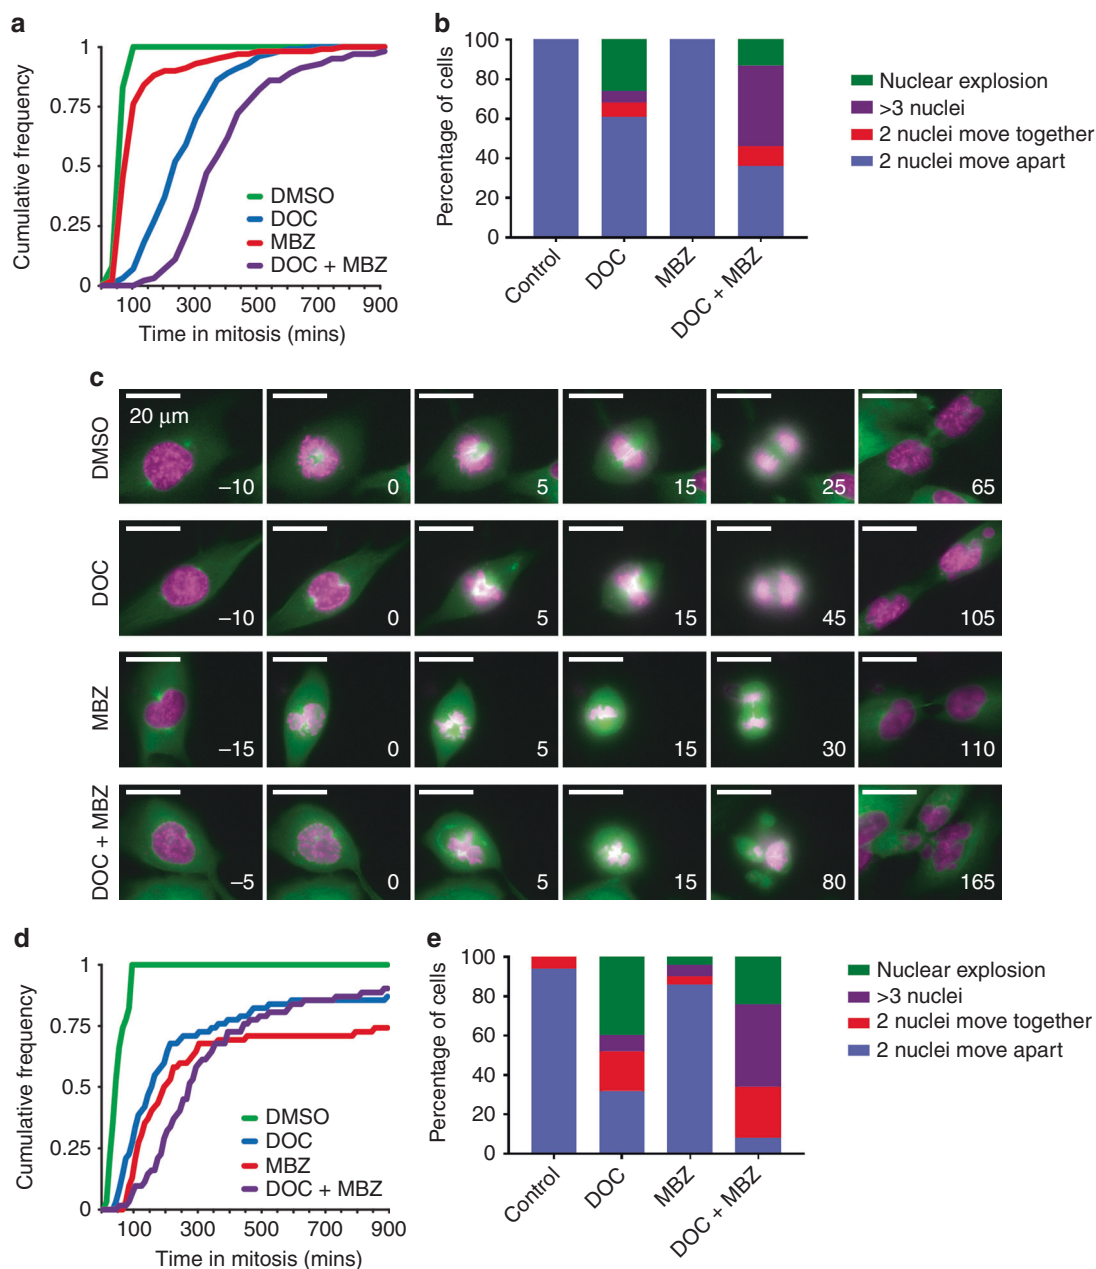 a
Cumulative frequency
1
0.75
0.5
0.25
0
100 300 500 700 900
Time in mitosis (mins)
DMSO
DOC
MBZ
DOC + MBZ
b
Percentage of cells
100
80
60
40
20
0
Control
DOC
MBZ
DOC + MBZ
Nuclear explosion
>3 nuclei
2 nuclei move together
2 nuclei move apart
c
DMSO
20 μm
–10 0 5 15 25 65
DOC
–10 0 5 15 45 105
MBZ
–15 0 5 15 30 110
DOC + MBZ
–5 0 5 15 80 165
d
Cumulative frequency
1
0.75
0.5
0.25
0
100 300 500 700 900
Time in mitosis (mins)
DMSO
DOC
MBZ
DOC + MBZ
e
Percentage of cells
100
80
60
40
20
0
Control
DOC
MBZ
DOC + MBZ
Nuclear explosion
>3 nuclei
2 nuclei move together
2 nuclei move apart